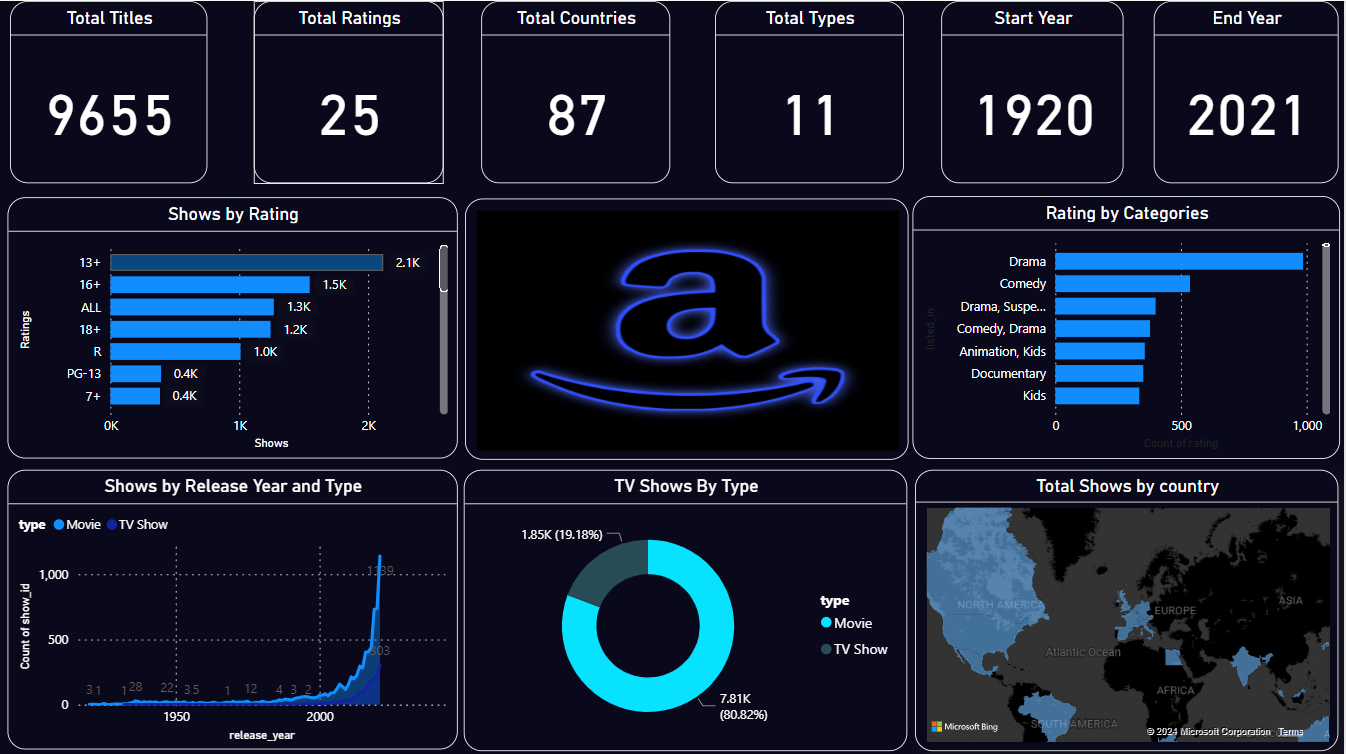 Total Titles
9655
Total Ratings
25
Total Countries
87
Total Types
11
Start Year
1920
End Year
2021
Shows by Rating
Ratings
13+ 2.1K
16+ 1.5K
ALL 1.3K
18+ 1.2K
R 1.0K
PG-13 0.4K
7+ 0.4K
0K 1K 2K
Shows
a
Rating by Categories
listed_in
Drama
Comedy
Drama, Suspe...
Comedy, Drama
Animation, Kids
Documentary
Kids
0 500 1,000
Count of rating
Shows by Release Year and Type
type Movie TV Show
Count of show_id
1,000
500
0
1139
303
3 1 1 28 22 3 5 1 12 4 3 2
1950 2000
release_year
TV Shows By Type
1.85K (19.18%)
7.81K
(80.82%)
type
Movie
TV Show
Total Shows by country
NORTH AMERICA
EUROPE
ASIA
Atlantic Ocean
AFRICA
SOUTH AMERICA
Microsoft Bing
© 2024 Microsoft Corporation Terms